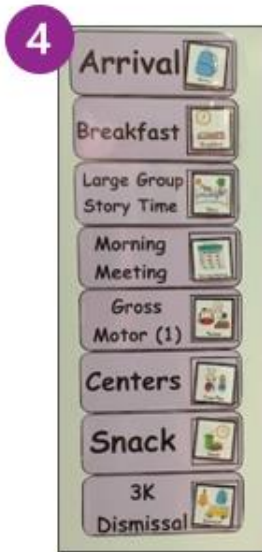 4
Arrival
Breakfast
Large Group
Story Time
Morning
Meeting
Gross
Motor (1)
Centers
Snack
3K
Dismissal